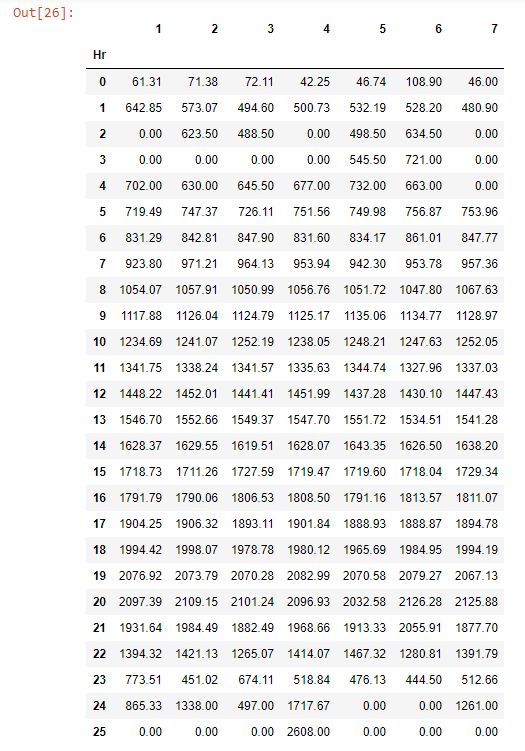 Out[26]:
1 2 3 4 5 6 7
Hr
0 61.31 71.38 72.11 42.25 46.74 108.90 46.00
1 642.85 573.07 494.60 500.73 532.19 528.20 480.90
2 0.00 623.50 488.50 0.00 498.50 634.50 0.00
3 0.00 0.00 0.00 0.00 545.50 721.00 0.00
4 702.00 630.00 645.50 677.00 732.00 663.00 0.00
5 719.49 747.37 726.11 751.56 749.98 756.87 753.96
6 831.29 842.81 847.90 831.60 834.17 861.01 847.77
7 923.80 971.21 964.13 953.94 942.30 953.78 957.36
8 1054.07 1057.91 1050.99 1056.76 1051.72 1047.80 1067.63
9 1117.88 1126.04 1124.79 1125.17 1135.06 1134.77 1128.97
10 1234.69 1241.07 1252.19 1238.05 1248.21 1247.63 1252.05
11 1341.75 1338.24 1341.57 1335.63 1344.74 1327.96 1337.03
12 1448.22 1452.01 1441.41 1451.99 1437.28 1430.10 1447.43
13 1546.70 1552.66 1549.37 1547.70 1551.72 1534.51 1541.28
14 1628.37 1629.55 1619.51 1628.07 1643.35 1626.50 1638.20
15 1718.73 1711.26 1727.59 1719.47 1719.60 1718.04 1729.34
16 1791.79 1790.06 1806.53 1808.50 1791.16 1813.57 1811.07
17 1904.25 1906.32 1893.11 1901.84 1888.93 1888.87 1894.78
18 1994.42 1998.07 1978.78 1980.12 1965.69 1984.95 1994.19
19 2076.92 2073.79 2070.28 2082.99 2070.58 2079.27 2067.13
20 2097.39 2109.15 2101.24 2096.93 2032.58 2126.28 2125.88
21 1931.64 1984.49 1882.49 1968.66 1913.33 2055.91 1877.70
22 1394.32 1421.13 1265.07 1414.07 1467.32 1280.81 1391.79
23 773.51 451.02 674.11 518.84 476.13 444.50 512.66
24 865.33 1338.00 497.00 1717.67 0.00 0.00 1261.00
25 0.00 0.00 0.00 2608.00 0.00 0.00 0.00